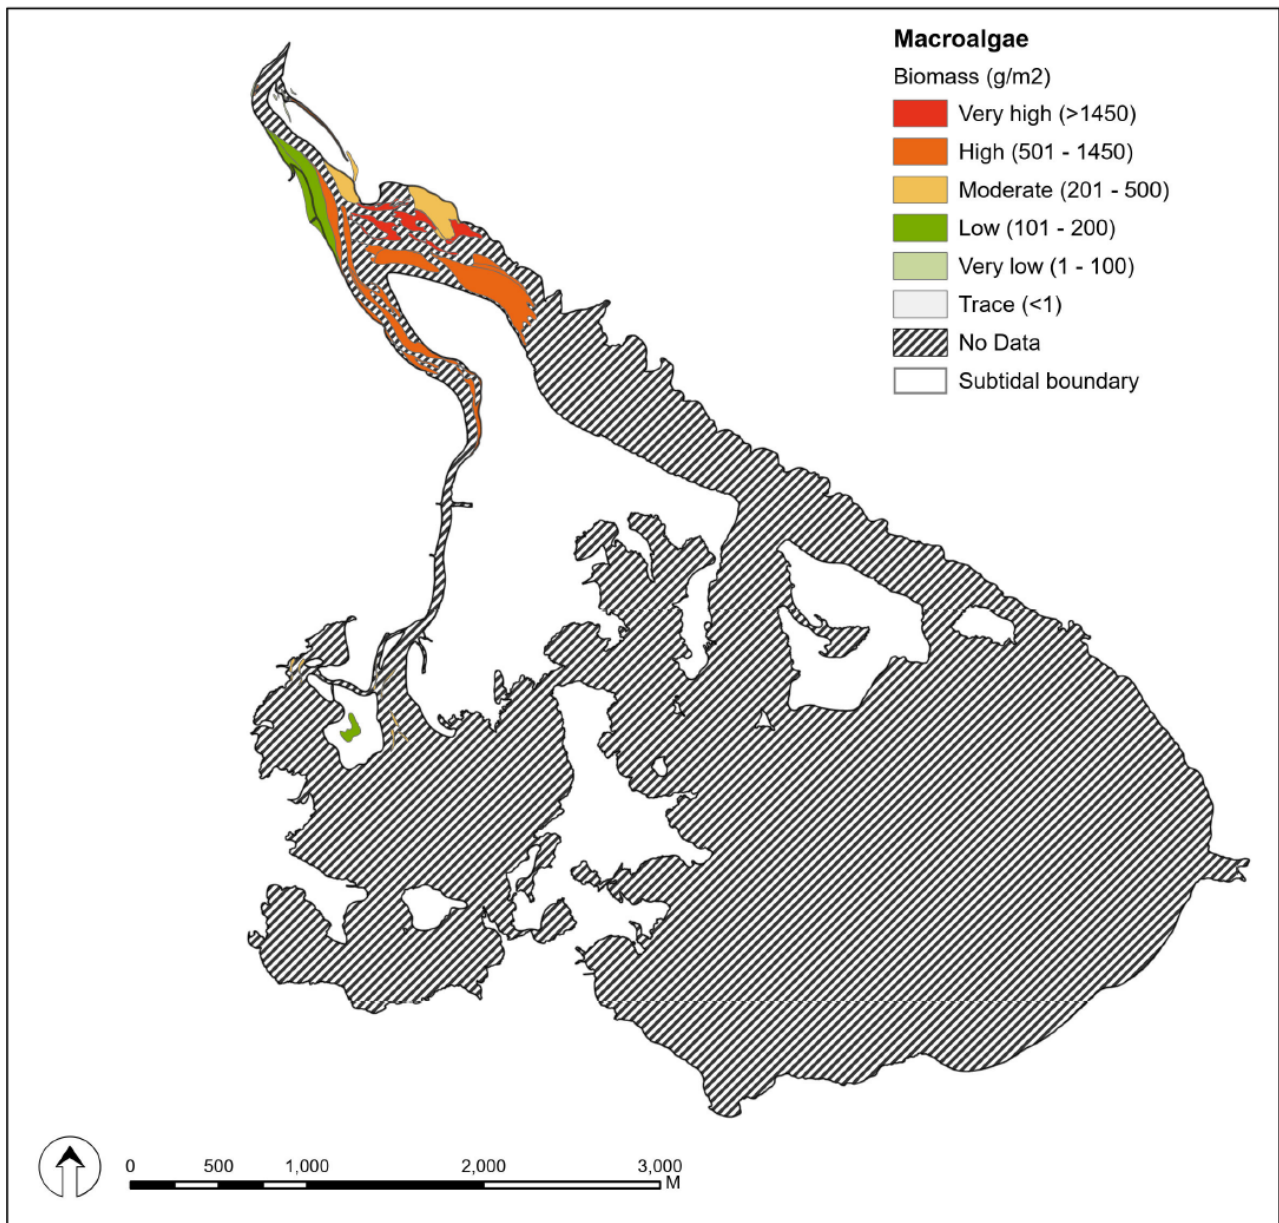 Macroalgae
Biomass (g/m2)
Very high (>1450)
High (501 - 1450)
Moderate (201 - 500)
Low (101 - 200)
Very low (1 - 100)
Trace (<1)
No Data
Subtidal boundary
0 500 1,000 2,000 3,000
M